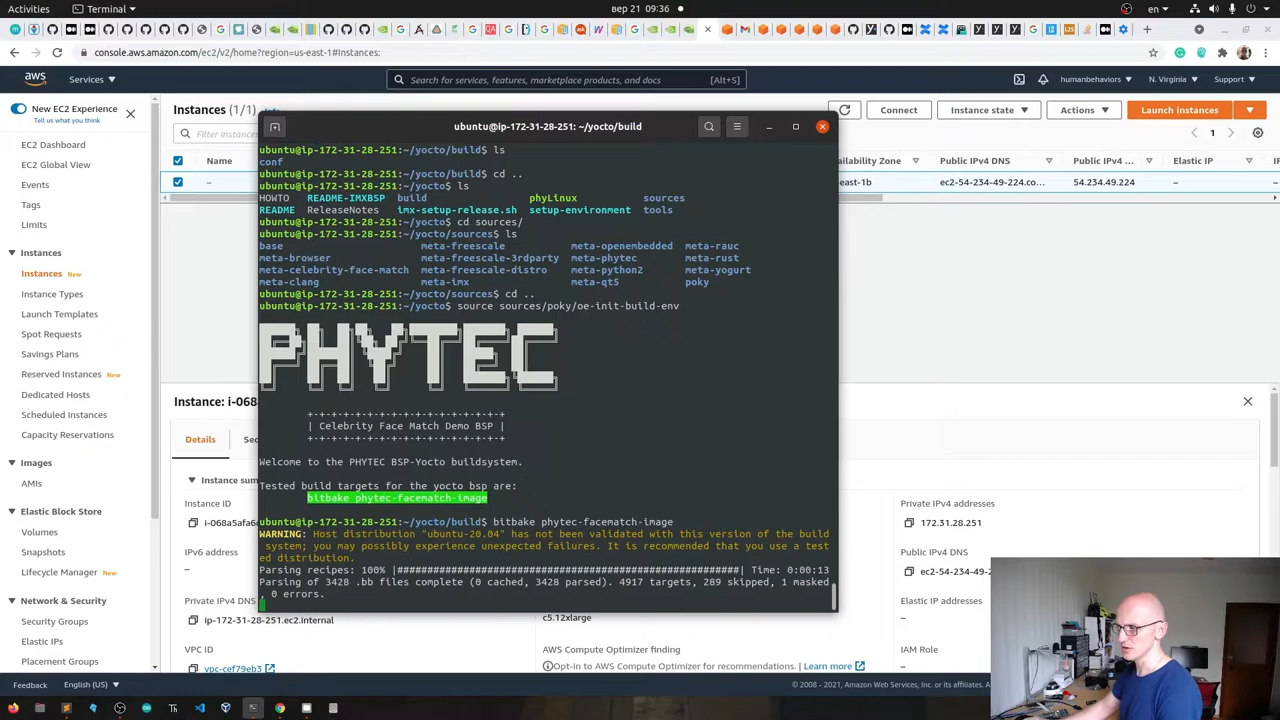 Activities
Terminal
вер 21 09:36
en
console.aws.amazon.com/ec2/v2/home?region=us-east-1#Instances:
aws
Services
Search for services, features, marketplace products, and docs
[Alt+S]
humanbehaviors
N. Virginia
Support
New EC2 Experience
Tell us what you think
EC2 Dashboard
EC2 Global View
Events
Tags
Limits
Instances
Instances New
Instance Types
Launch Templates
Spot Requests
Savings Plans
Reserved Instances New
Dedicated Hosts
Scheduled Instances
Capacity Reservations
Images
AMIs
Elastic Block Store
Volumes
Snapshots
Lifecycle Manager New
Network & Security
Security Groups
Elastic IPs
Placement Groups
Instances (1/1)
Connect
Instance state
Actions
Launch instances
Filter instances
1
Name
ailability Zone
Public IPv4 DNS
Public IPv4 ...
Elastic IP
IP
–
east-1b
ec2-54-234-49-224.co...
54.234.49.224
–
–
ubuntu@ip-172-31-28-251: ~/yocto/build
ubuntu@ip-172-31-28-251:~/yocto/build$ ls
conf
ubuntu@ip-172-31-28-251:~/yocto/build$ cd ..
ubuntu@ip-172-31-28-251:~/yocto$ ls
HOWTO README-IMXBSP build phyLinux sources
README ReleaseNotes imx-setup-release.sh setup-environment tools
ubuntu@ip-172-31-28-251:~/yocto$ cd sources/
ubuntu@ip-172-31-28-251:~/yocto/sources$ ls
base meta-freescale meta-openembedded meta-rauc
meta-browser meta-freescale-3rdparty meta-phytec meta-rust
meta-celebrity-face-match meta-freescale-distro meta-python2 meta-yogurt
meta-clang meta-imx meta-qt5 poky
ubuntu@ip-172-31-28-251:~/yocto/sources$ cd ..
ubuntu@ip-172-31-28-251:~/yocto$ source sources/poky/oe-init-build-env
PHYTEC
+-+-+-+-+-+-+-+-+-+-+-+-+-+-+-+-+
| Celebrity Face Match Demo BSP |
+-+-+-+-+-+-+-+-+-+-+-+-+-+-+-+-+
Welcome to the PHYTEC BSP-Yocto buildsystem.
Tested build targets for the yocto bsp are:
bitbake phytec-facematch-image
ubuntu@ip-172-31-28-251:~/yocto/build$ bitbake phytec-facematch-image
WARNING: Host distribution "ubuntu-20.04" has not been validated with this version of the build
system; you may possibly experience unexpected failures. It is recommended that you use a test
ed distribution.
Parsing recipes: 100% |#########################################################| Time: 0:00:13
Parsing of 3428 .bb files complete (0 cached, 3428 parsed). 4917 targets, 289 skipped, 1 masked
, 0 errors.
Instance: i-068
Details
Sec
Instance sum
Instance ID
i-068a5afa6
IPv6 address
–
Private IPv4 DNS
ip-172-31-28-251.ec2.internal
VPC ID
vpc-cef79eb3
c5.12xlarge
AWS Compute Optimizer finding
Opt-in to AWS Compute Optimizer for recommendations. | Learn more
Private IPv4 addresses
172.31.28.251
Public IPv4 DNS
ec2-54-234-49-2
Elastic IP addresses
–
IAM Role
–
Feedback
English (US)
© 2008 - 2021, Amazon Web Services, Inc. or its affiliates.